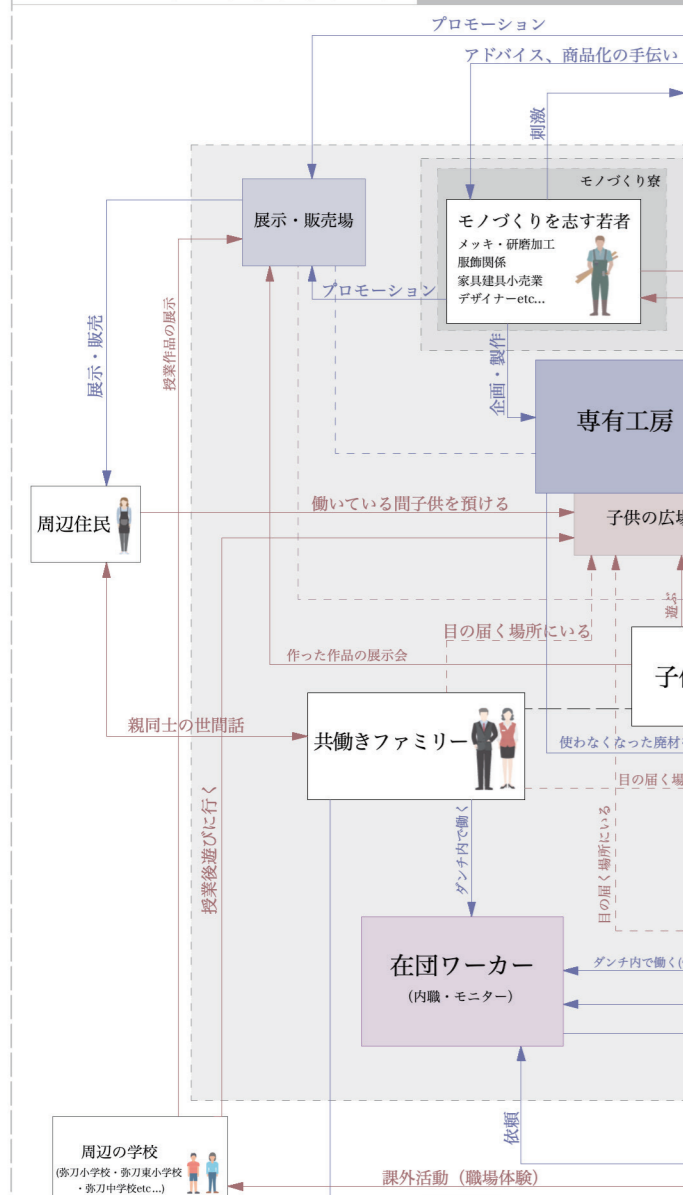 プロモーション
アドバイス、商品化の手伝い
刺激
モノづくり寮
展示・販売場
モノづくりを志す若者
メッキ・研磨加工
服飾関係
家具建具小売業
デザイナーetc...
プロモーション
展示・販売
授業作品の展示
企画・製作
専有工房
周辺住民
働いている間子供を預ける
子供の広場
遊ぶ
目の届く場所にいる
作った作品の展示会
子供
親同士の世間話
共働きファミリー
使わなくなった廃材
目の届く場
授業後遊びに行く
ダンチ内で働く
目の届く場所にいる
在団ワーカー
(内職・モニター)
ダンチ内で働く(
依頼
周辺の学校
(弥刀小学校・弥刀東小学校
・弥刀中学校etc...)
課外活動（職場体験）